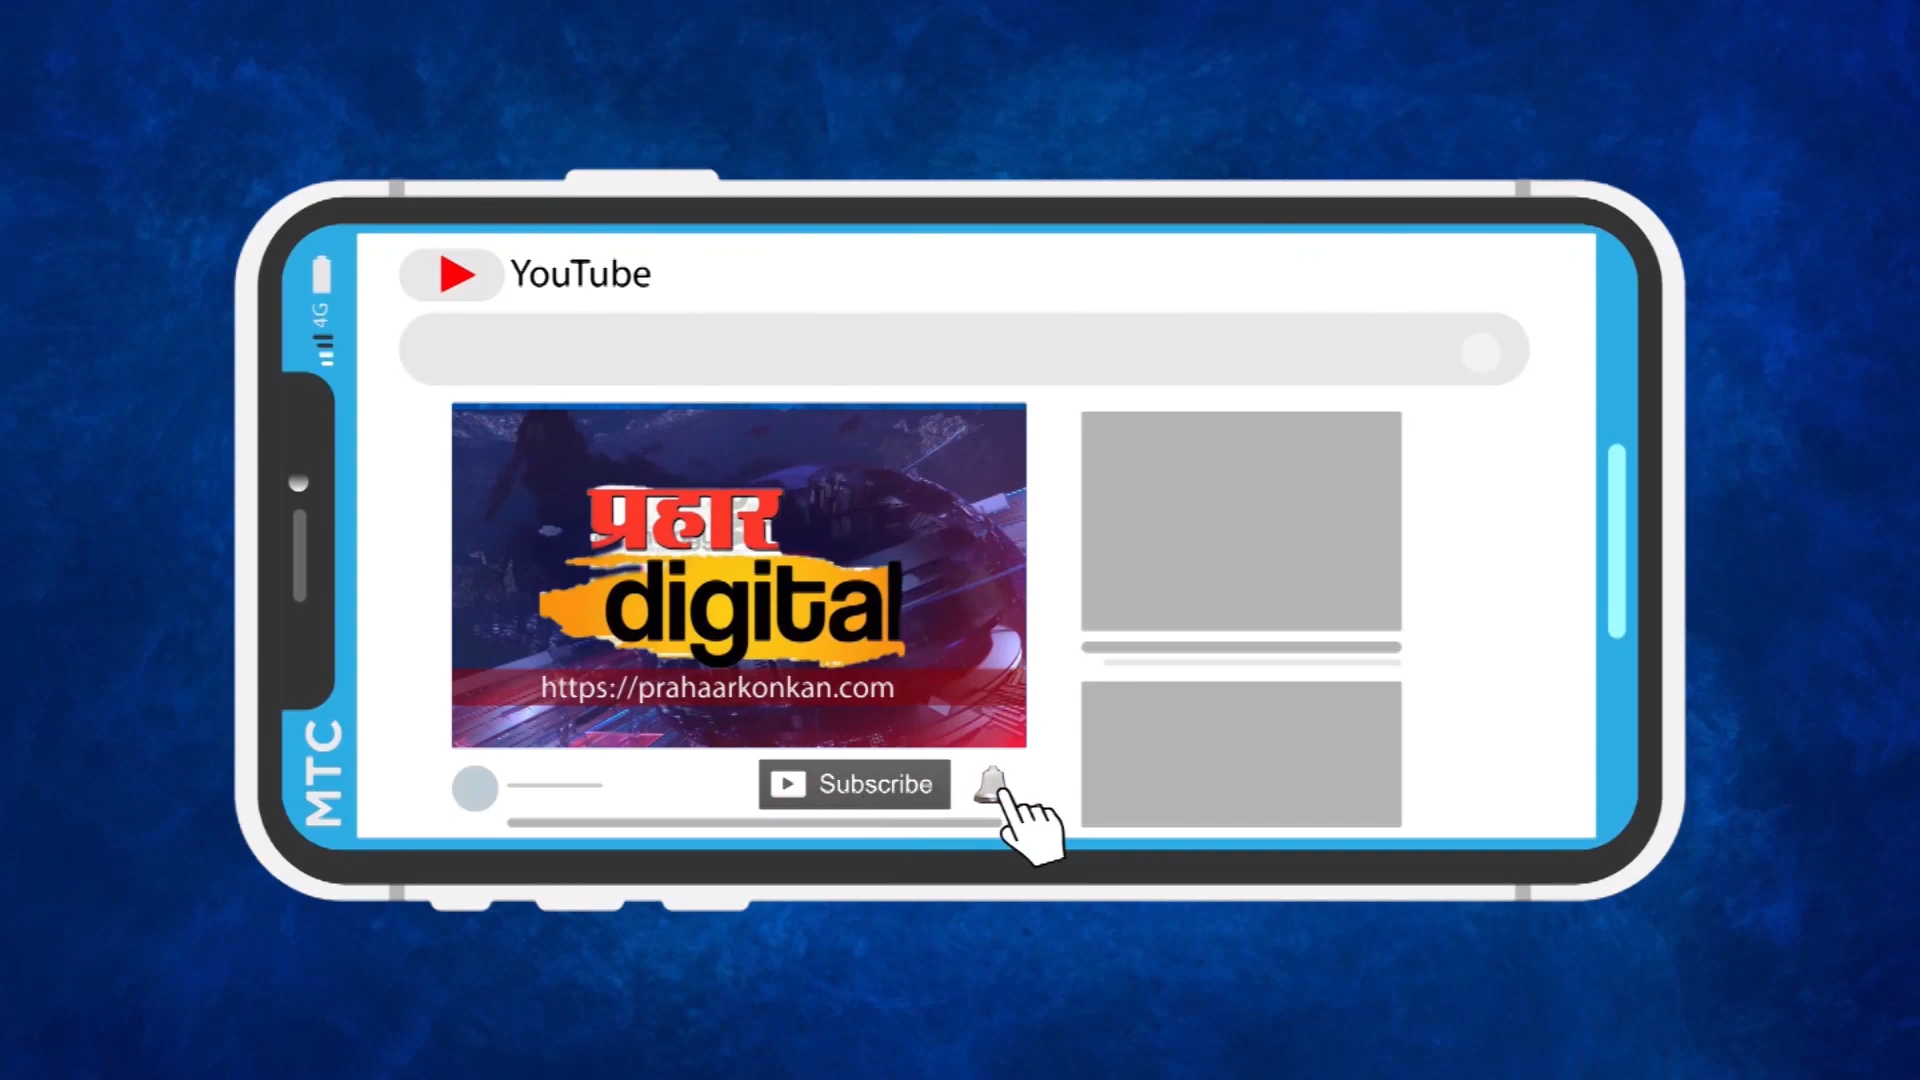 4G
MTC
YouTube
प्रहार
digital
https://prahaarkonkan.com
Subscribe